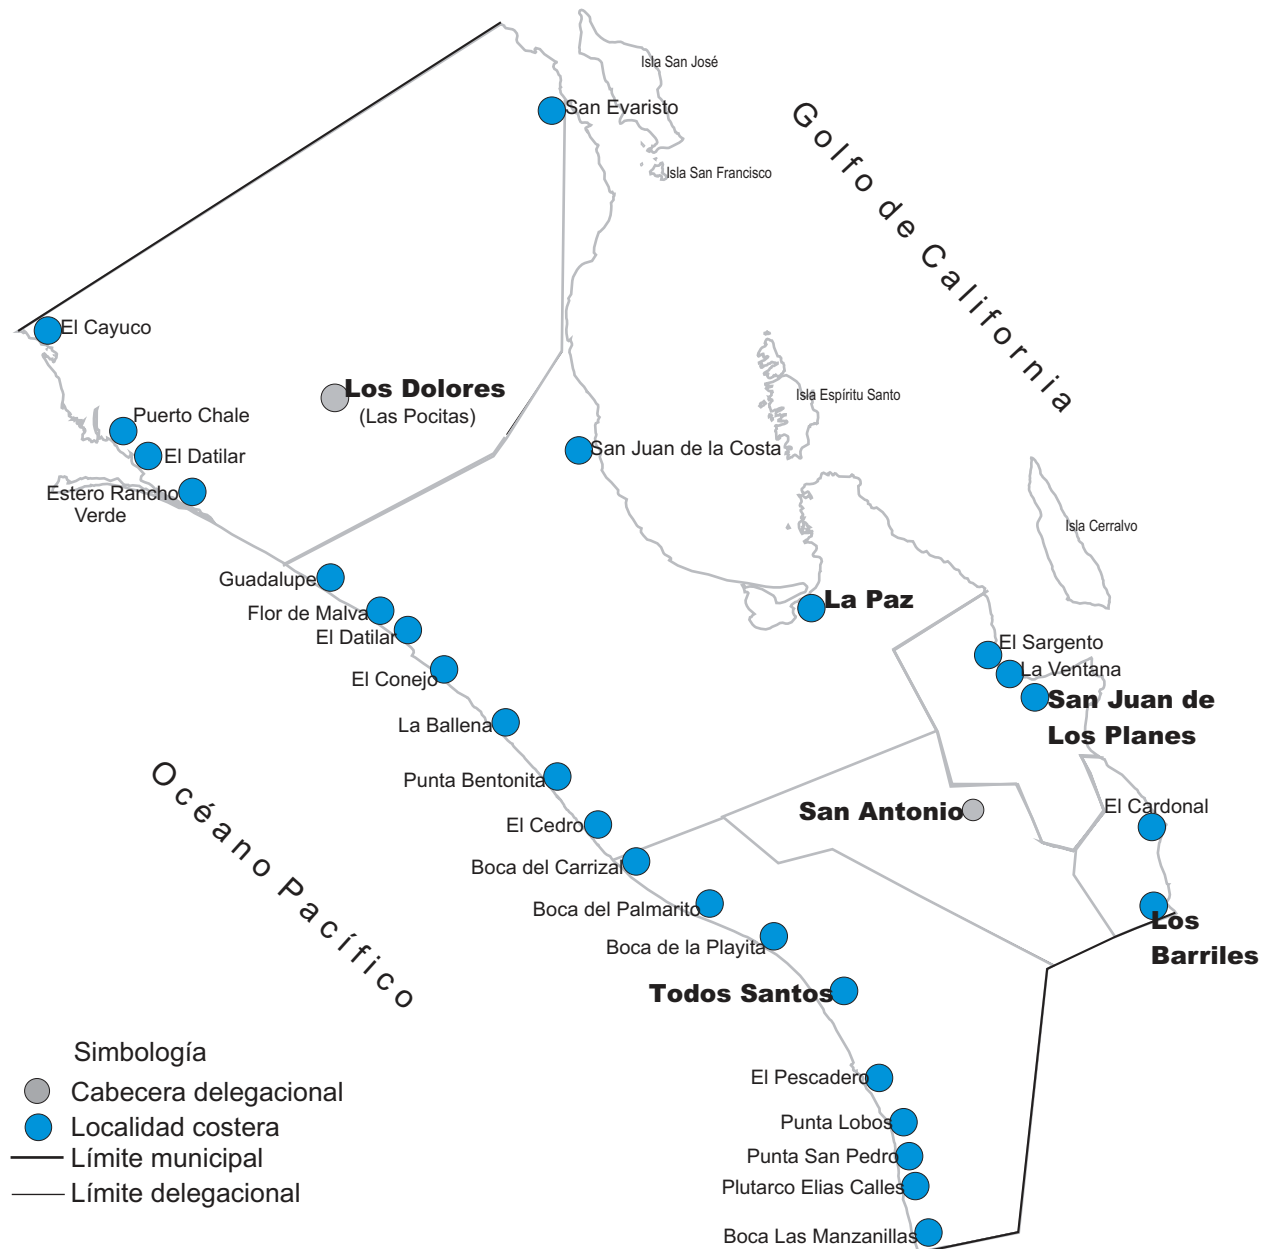 Isla San José
San Evaristo
Isla San Francisco
Golfo de California
El Cayuco
Los Dolores
(Las Pocitas)
Puerto Chale
El Datilar
Estero Rancho
Verde
Isla Espíritu Santo
San Juan de la Costa
Isla Cerralvo
Guadalupe
Flor de Malva
El Datilar
El Conejo
La Paz
El Sargento
La Ventana
San Juan de
Los Planes
La Ballena
Punta Bentonita
El Cedro
San Antonio
El Cardonal
Boca del Carrizal
Boca del Palmarito
Boca de la Playita
Los
Barriles
Océano Pacífico
Todos Santos
El Pescadero
Punta Lobos
Punta San Pedro
Plutarco Elias Calles
Boca Las Manzanillas
Simbología
Cabecera delegacional
Localidad costera
Límite municipal
Límite delegacional